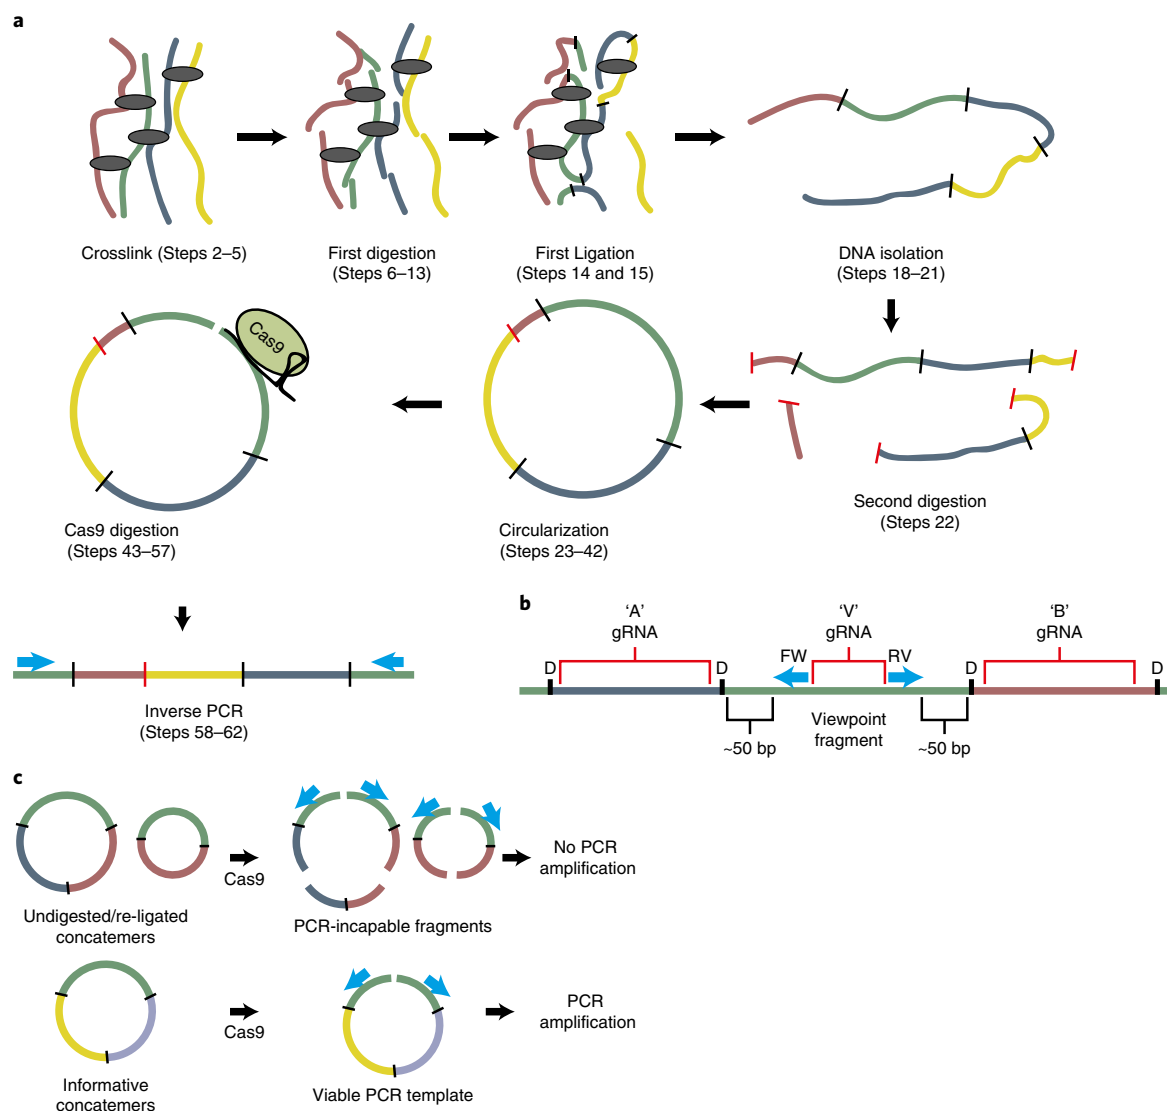 a
Crosslink (Steps 2–5)
First digestion
(Steps 6–13)
First Ligation
(Steps 14 and 15)
DNA isolation
(Steps 18–21)
Cas9
Cas9 digestion
(Steps 43–57)
Circularization
(Steps 23–42)
Second digestion
(Steps 22)
Inverse PCR
(Steps 58–62)
b
‘A’
gRNA
‘V’
gRNA
‘B’
gRNA
D
D
FW
RV
D
D
~50 bp
Viewpoint
fragment
~50 bp
c
Cas9
Undigested/re-ligated
concatemers
PCR-incapable fragments
No PCR
amplification
Cas9
Informative
concatemers
Viable PCR template
PCR
amplification